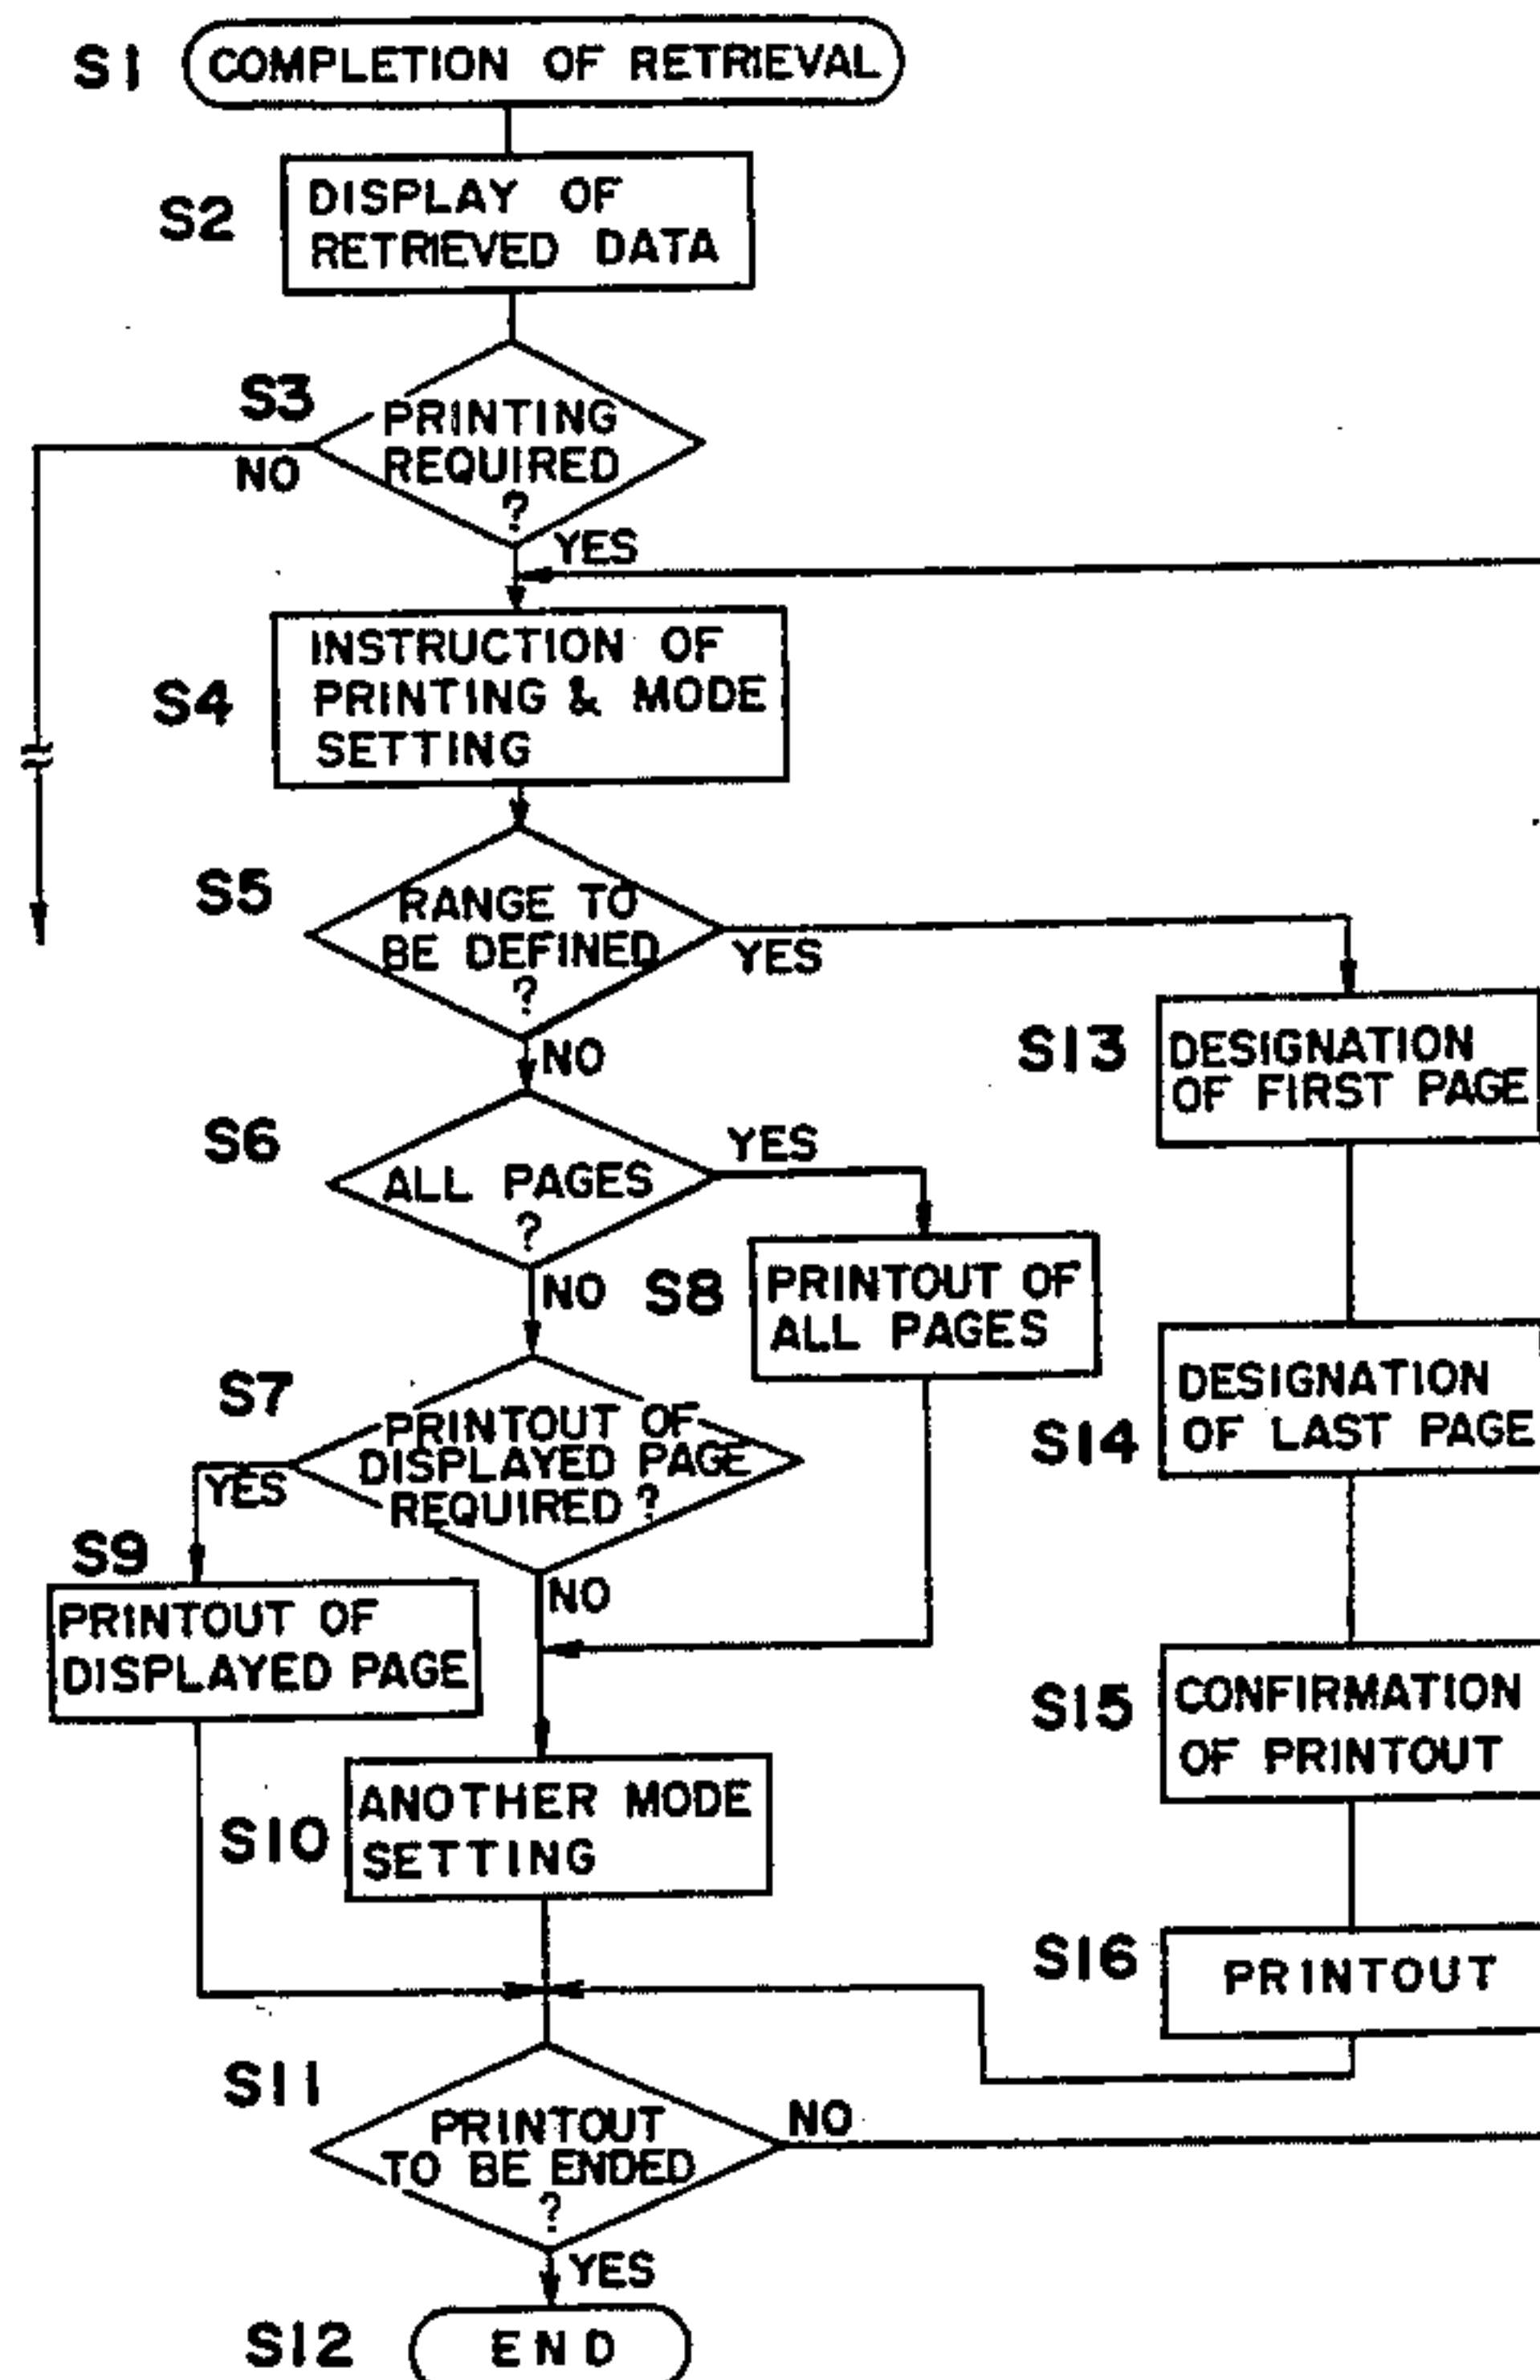 S1 COMPLETION OF RETRIEVAL
S2
DISPLAY OF
RETRIEVED DATA
S3
PRINTING
REQUIRED
?
NO
YES
S4
INSTRUCTION OF
PRINTING & MODE
SETTING
S5
RANGE TO
BE DEFINED
?
YES
NO
S13
DESIGNATION
OF FIRST PAGE
S6
ALL PAGES
?
YES
NO
S8
PRINTOUT OF
ALL PAGES
S14
DESIGNATION
OF LAST PAGE
S7
PRINTOUT OF
DISPLAYED PAGE
REQUIRED ?
YES
NO
S9
PRINTOUT OF
DISPLAYED PAGE
S15
CONFIRMATION
OF PRINTOUT
S10
ANOTHER MODE
SETTING
S16
PRINTOUT
S11
PRINTOUT
TO BE ENDED
?
NO
YES
S12
END